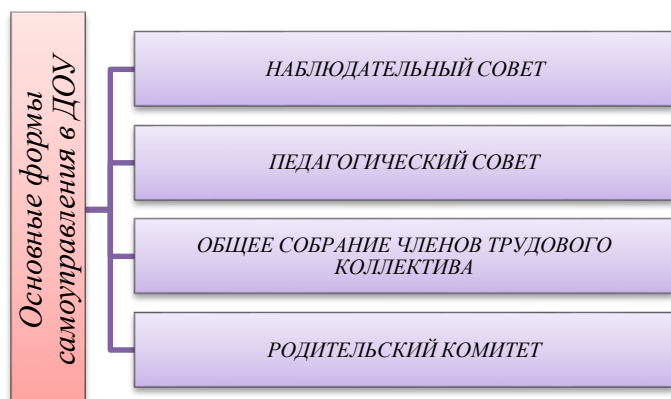 Основные формы
самоуправления в ДОУ
НАБЛЮДАТЕЛЬНЫЙ СОВЕТ
ПЕДАГОГИЧЕСКИЙ СОВЕТ
ОБЩЕЕ СОБРАНИЕ ЧЛЕНОВ ТРУДОВОГО
КОЛЛЕКТИВА
РОДИТЕЛЬСКИЙ КОМИТЕТ